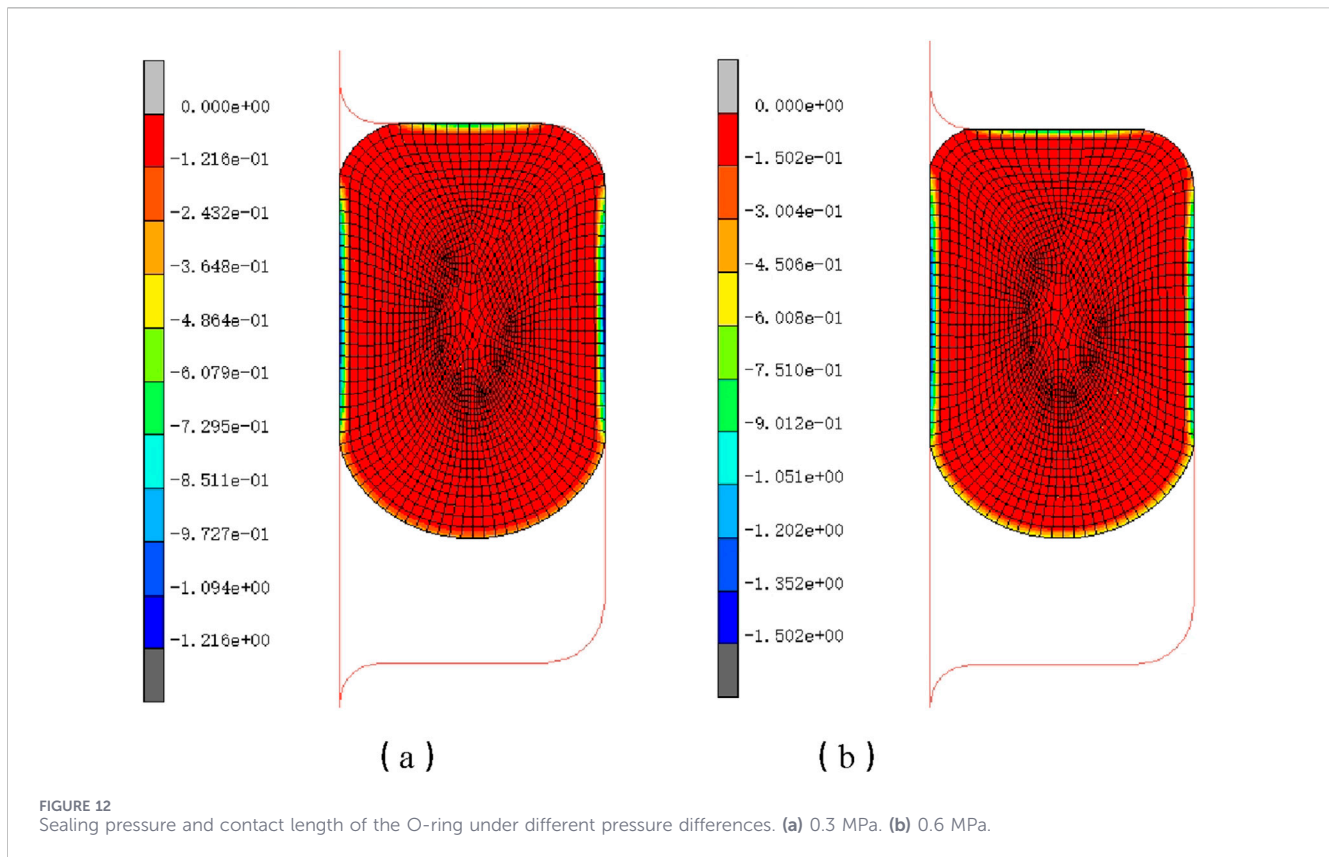 0.000e+00
-1.216e-01
-2.432e-01
-3.648e-01
-4.864e-01
-6.079e-01
-7.295e-01
-8.511e-01
-9.727e-01
-1.094e+00
-1.216e+00
(a)
0.000e+00
-1.502e-01
-3.004e-01
-4.506e-01
-6.008e-01
-7.510e-01
-9.012e-01
-1.051e+00
-1.202e+00
-1.352e+00
-1.502e+00
(b)
FIGURE 12
Sealing pressure and contact length of the O-ring under different pressure differences. (a) 0.3 MPa. (b) 0.6 MPa.